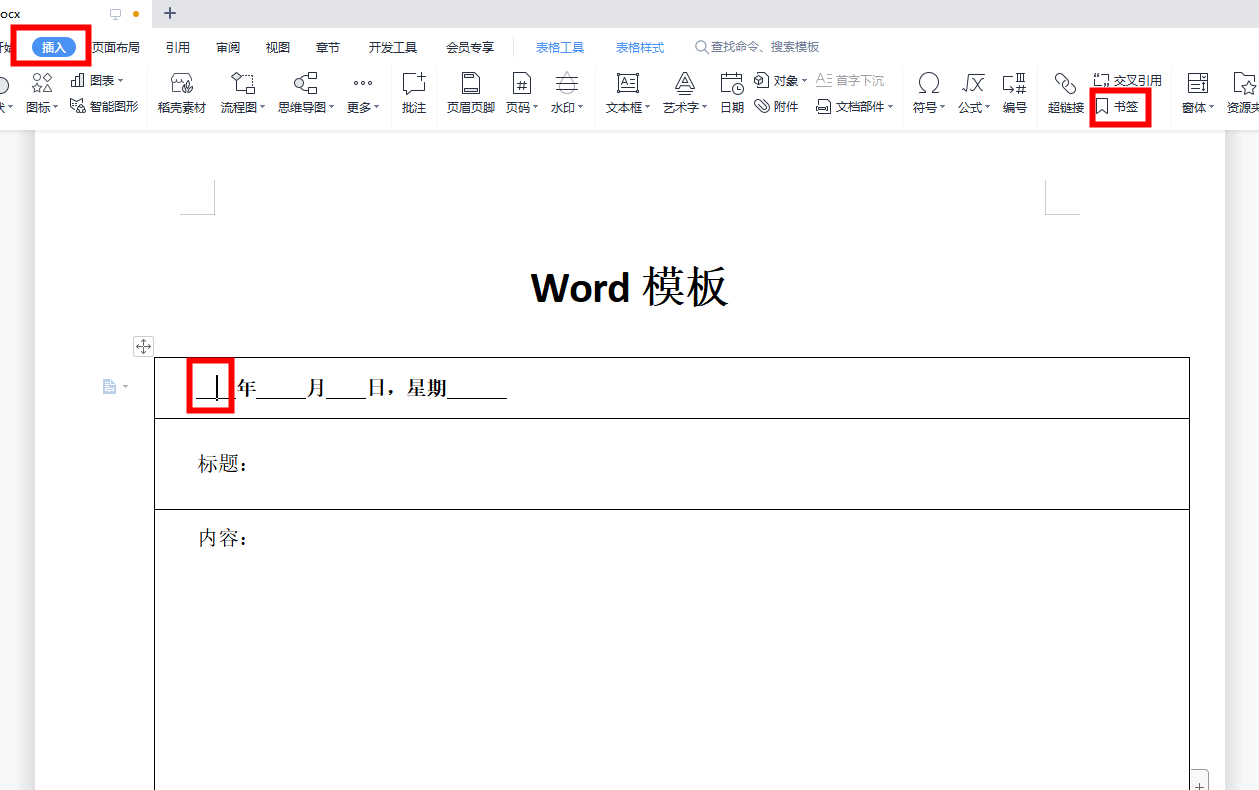 ocx
插入 页面布局 引用 审阅 视图 章节 开发工具 会员专享 表格工具 表格样式 查找命令、搜索模板
图表 对象 首字下沉 交叉引用
图标 智能图形 稻壳素材 流程图 思维导图 更多 批注 页眉页脚 页码 水印 文本框 艺术字 日期 附件 文档部件 符号 公式 编号 超链接 书签 窗体 资源夹
Word 模板
____年_____月____日，星期______
标题：
内容：